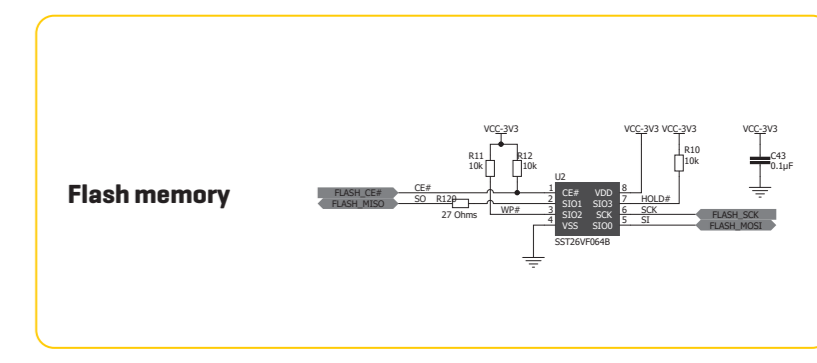 Flash memory
VCC-3V3
VCC-3V3 VCC-3V3
VCC-3V3
R11
10k
R12
10k
R10
10k
C43
0.1µF
U2
FLASH_CE#
CE#
1
CE#
VDD
8
FLASH_MISO
SO
R120
27 Ohms
2
SIO1
SIO3
7
HOLD#
WP#
3
SIO2
SCK
6
SCK
FLASH_SCK
4
VSS
SIO0
5
SI
FLASH_MOSI
SST26VF064B